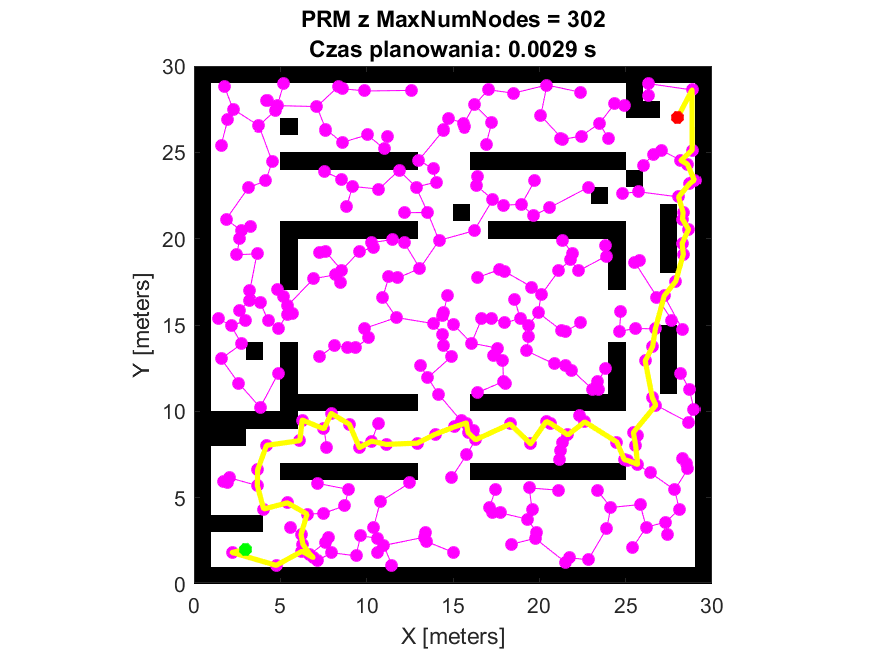 PRM z MaxNumNodes = 302
Czas planowania: 0.0029 s
30
25
20
15
10
5
0
Y [meters]
0 5 10 15 20 25 30
X [meters]